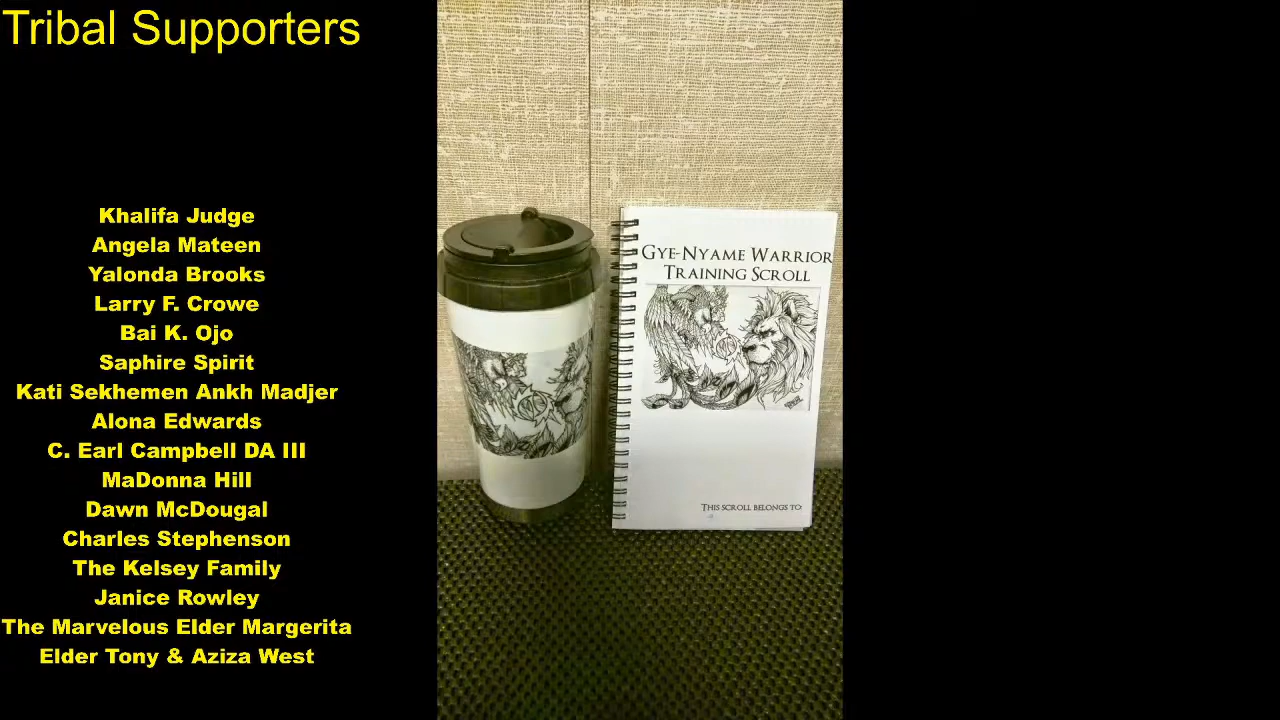 Tribal Supporters
Khalifa Judge
Angela Mateen
Yalonda Brooks
Larry F. Crowe
Bai K. Ojo
Saphire Spirit
Kati Sekhemen Ankh Madjer
Alona Edwards
C. Earl Campbell DA III
MaDonna Hill
Dawn McDougal
Charles Stephenson
The Kelsey Family
Janice Rowley
The Marvelous Elder Margerita
Elder Tony & Aziza West
Gye-Nyame Warrior
Training Scroll
This scroll belongs to: